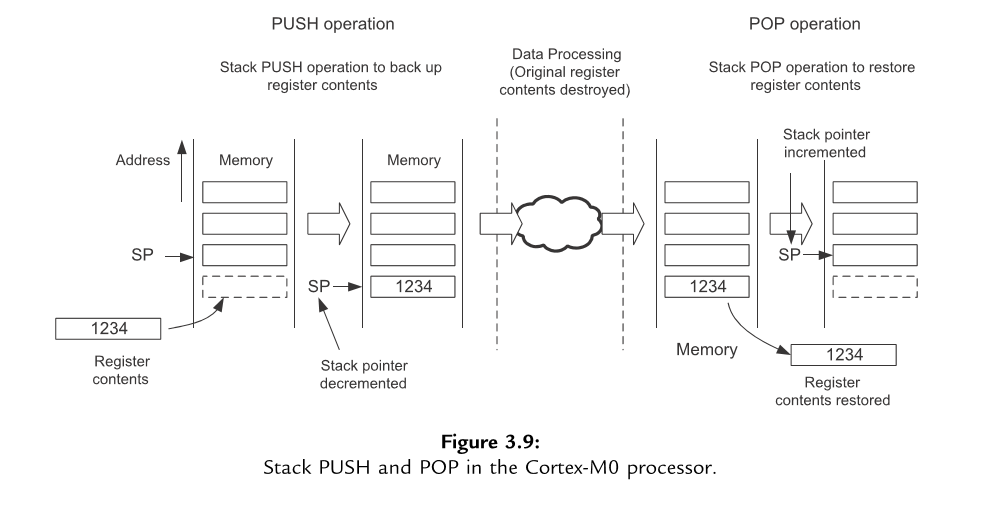 PUSH operation
POP operation
Stack PUSH operation to back up
register contents
Data Processing
(Original register
contents destroyed)
Stack POP operation to restore
register contents
Stack pointer
incremented
Address
Memory
Memory
SP
SP
1234
SP
1234
1234
1234
Register
contents
Stack pointer
decremented
Memory
1234
Register
contents restored
Figure 3.9:
Stack PUSH and POP in the Cortex-M0 processor.